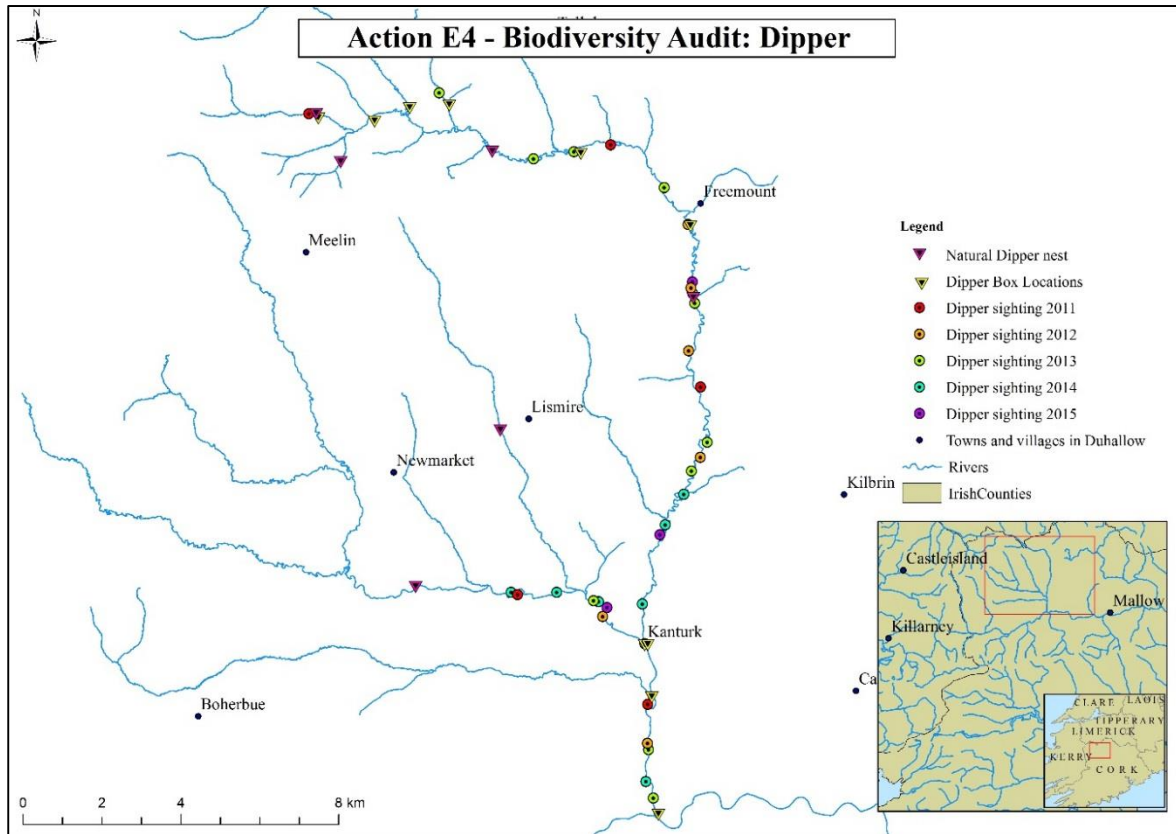 Action E4 - Biodiversity Audit: Dipper
N
Freemount
Meelin
Legend
Natural Dipper nest
Dipper Box Locations
Dipper sighting 2011
Dipper sighting 2012
Dipper sighting 2013
Dipper sighting 2014
Dipper sighting 2015
Towns and villages in Duhallow
Rivers
IrishCounties
Lismire
Newmarket
Kilbrin
Kanturk
Boherbue
Ca
Castleisland
Mallow
Killarney
CLARE
LAOIS
TIPPERARY
LIMERICK
KERRY
CORK
0 2 4 8 km